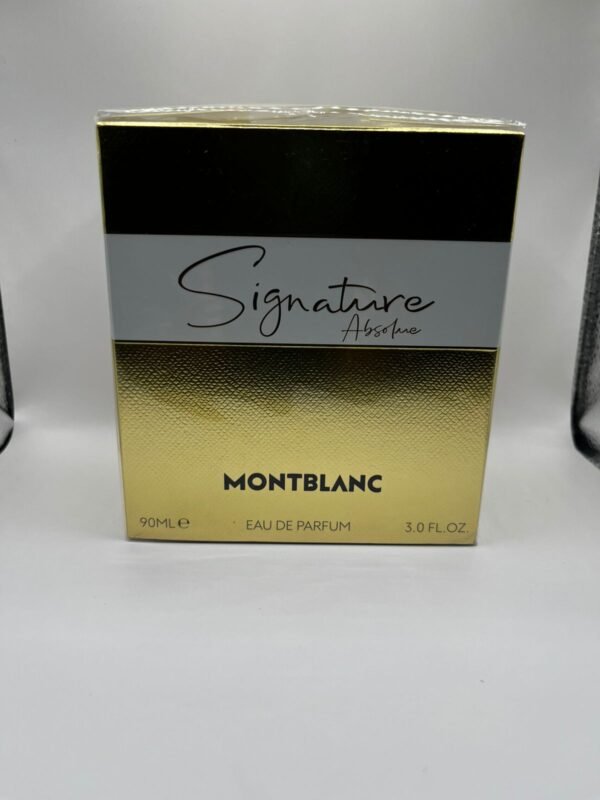 Signature
Absolue
MONTBLANC
90ML℮ EAU DE PARFUM 3.0 FL.OZ.